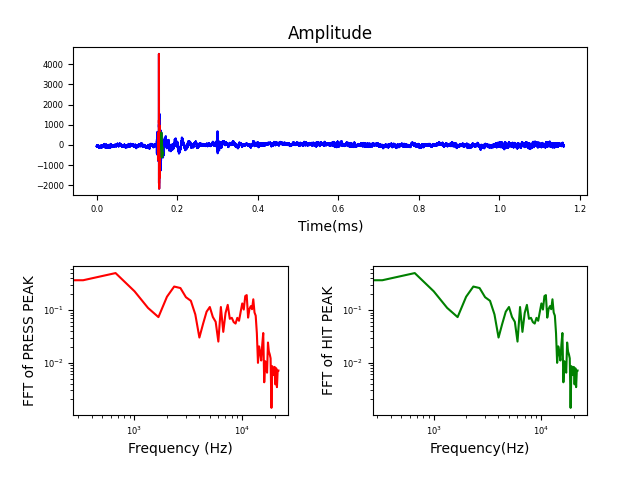 Amplitude
4000
3000
2000
1000
0
−1000
−2000
0.0 0.2 0.4 0.6 0.8 1.0 1.2
Time(ms)
FFT of PRESS PEAK
10⁻¹
10⁻²
10³ 10⁴
Frequency (Hz)
FFT of HIT PEAK
10⁻¹
10⁻²
10³ 10⁴
Frequency(Hz)